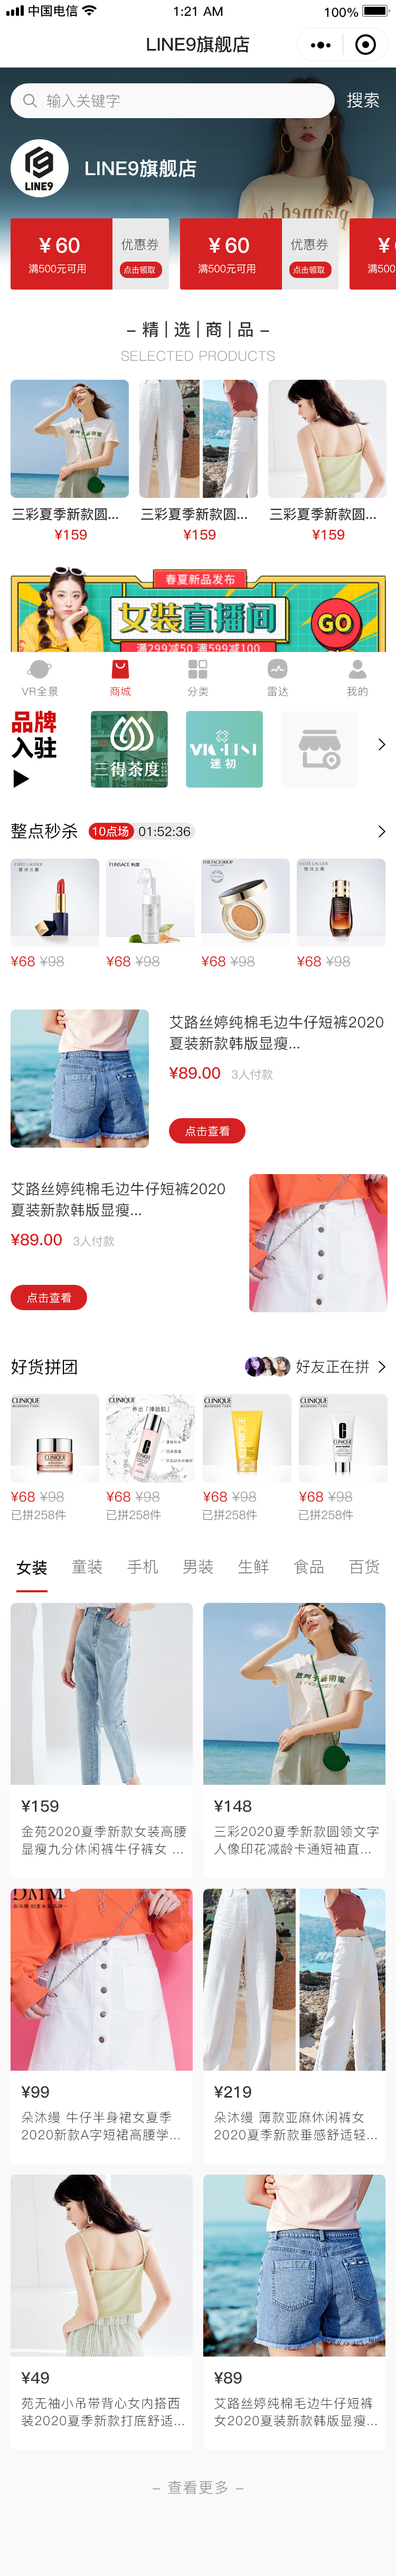 中国电信
1:21 AM
100%
LINE9旗舰店
输入关键字
搜索
LINE9
LINE9旗舰店
¥60
满500元可用
优惠券
点击领取
¥60
满500元可用
优惠券
点击领取
¥
满5
– 精 | 选 | 商 | 品 –
SELECTED PRODUCTS
三彩夏季新款圆...
三彩夏季新款圆...
三彩夏季新款圆...
¥159
¥159
¥159
春夏新品发布
女装直播间
GO
满299减50 满599减100
VR全景
商城
分类
雷达
我的
品牌
入驻
三得茶度
迷初
整点秒杀
10点场
01:52:36
ESTEE LAUDER
FUNSACE
THEFACESHOP
ESTEE LAUDER
¥68 ¥98
¥68 ¥98
¥68 ¥98
¥68 ¥98
艾路丝婷纯棉毛边牛仔短裤2020
夏装新款韩版显瘦...
¥89.00 3人付款
点击查看
艾路丝婷纯棉毛边牛仔短裤2020
夏装新款韩版显瘦...
¥89.00 3人付款
点击查看
好货拼团
好友正在拼
CLINIQUE
CLINIQUE
CLINIQUE
CLINIQUE
¥68 ¥98
¥68 ¥98
¥68 ¥98
¥68 ¥98
已拼258件
已拼258件
已拼258件
已拼258件
女装
童装
手机
男装
生鲜
食品
百货
¥159
金苑2020夏季新款女装高腰
显瘦九分休闲裤牛仔裤女 ...
¥148
三彩2020夏季新款圆领文字
人像印花减龄卡通短袖直...
DMM
¥99
朵沐缦 牛仔半身裙女夏季
2020新款A字短裙高腰学...
¥219
朵沐缦 薄款亚麻休闲裤女
2020夏季新款垂感舒适轻...
¥49
苑无袖小吊带背心女内搭西
装2020夏季新款打底舒适...
¥89
艾路丝婷纯棉毛边牛仔短裤
女2020夏装新款韩版显瘦...
– 查看更多 –